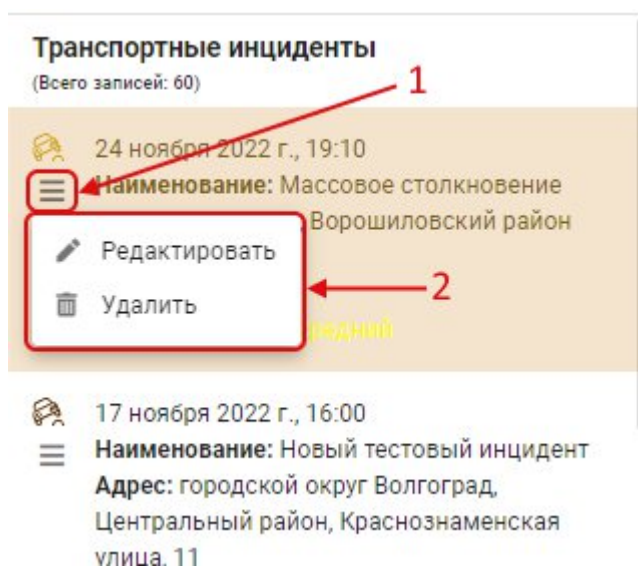 Транспортные инциденты
(Всего записей: 60)
1
24 ноября 2022 г., 19:10
Наименование: Массовое столкновение
, Ворошиловский район
Редактировать
2
Удалить
17 ноября 2022 г., 16:00
Наименование: Новый тестовый инцидент
Адрес: городской округ Волгоград,
Центральный район, Краснознаменская
улица, 11